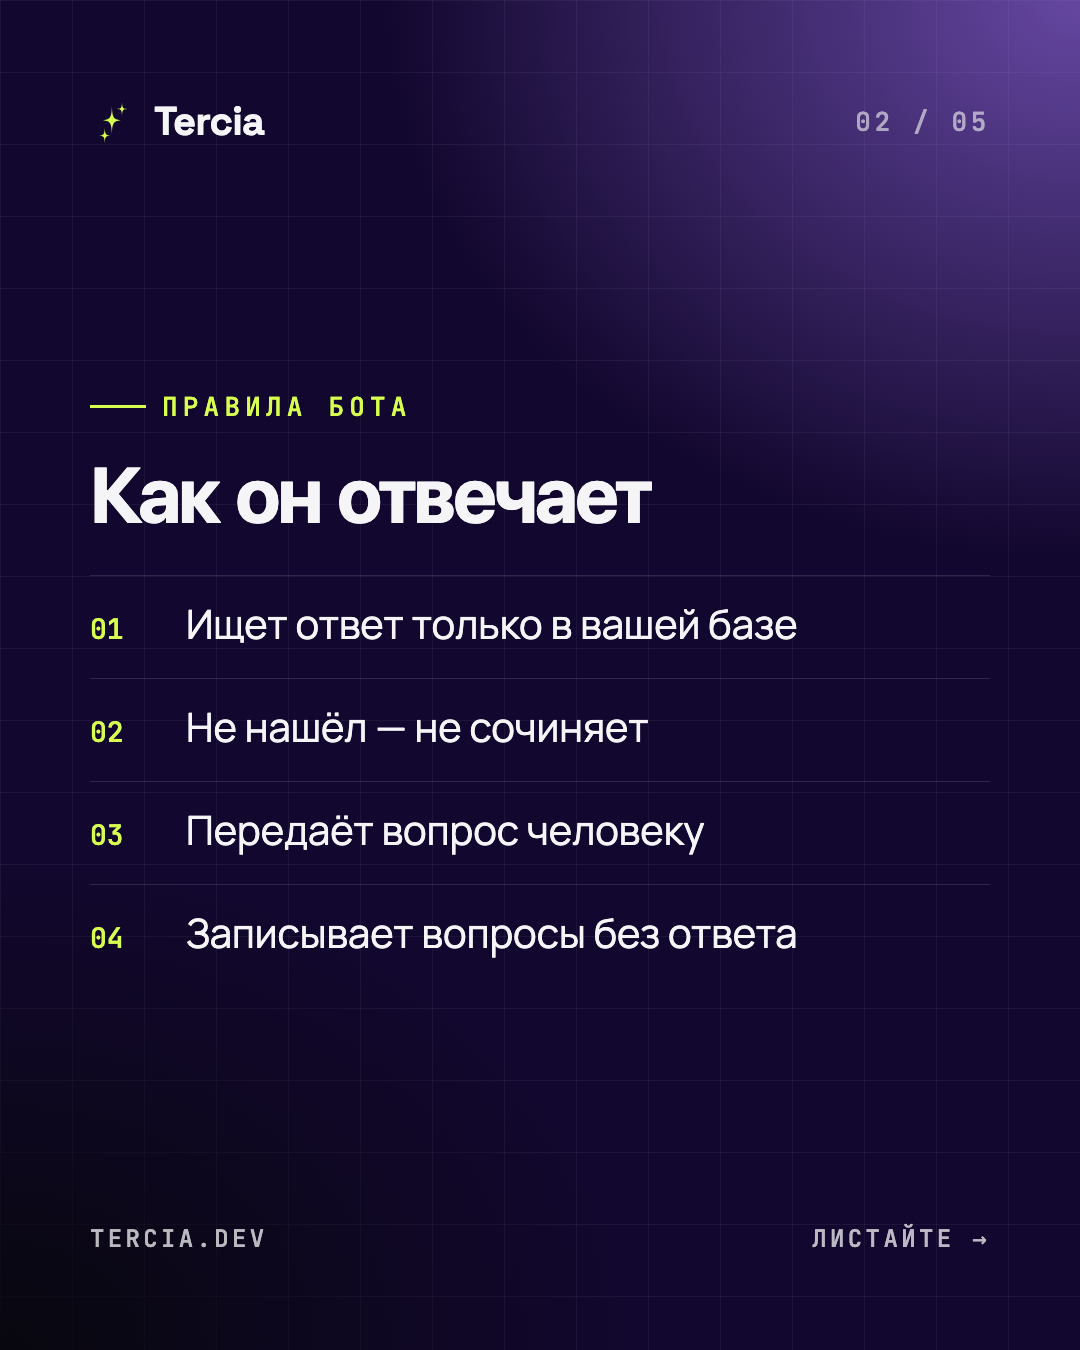 Tercia
02 / 05
ПРАВИЛА БОТА
Как он отвечает
01 Ищет ответ только в вашей базе
02 Не нашёл — не сочиняет
03 Передаёт вопрос человеку
04 Записывает вопросы без ответа
TERCIA.DEV
ЛИСТАЙТЕ →